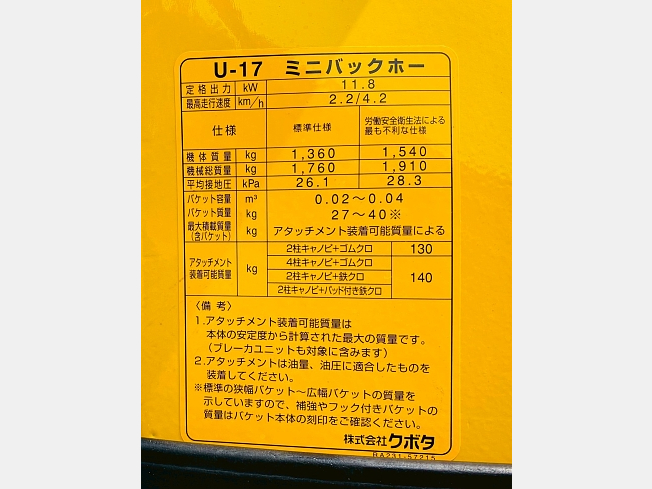 U-17 ミニバックホー
定格出力 kW 11.8
最高走行速度 km/h 2.2/4.2
仕様 標準仕様 労働安全衛生法による最も不利な仕様
機体質量 kg 1,360 1,540
機械総質量 kg 1,760 1,910
平均接地圧 kPa 26.1 28.3
バケット容量 m³ 0.02～0.04
バケット質量 kg 27～40※
最大積載質量(含バケット) kg アタッチメント装着可能質量による
アタッチメント装着可能質量 kg 2柱キャノピ+ゴムクロ 130
4柱キャノピ+ゴムクロ 140
2柱キャノピ+鉄クロ
2柱キャノピ+パッド付き鉄クロ
〈備考〉
1.アタッチメント装着可能質量は
本体の安定度から計算された最大の質量です。
(ブレーカユニットも対象に含みます)
2.アタッチメントは油量、油圧に適合したものを
装着してください。
※標準の狭幅バケット～広幅バケットの質量を
示していますので、補強やフック付きバケットの
質量はバケット本体の刻印をご確認ください。
株式会社クボタ
RA231-57215